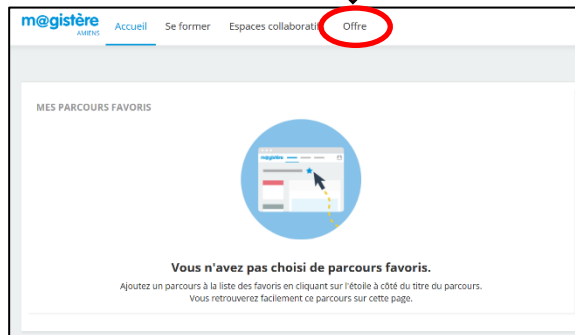 m@gistère Accueil Se former Espaces collaboratif Offre
AMIENS
MES PARCOURS FAVORIS
m@gistère
Vous n'avez pas choisi de parcours favoris.
Ajoutez un parcours à la liste des favoris en cliquant sur l'étoile à côté du titre du parcours.
Vous retrouverez facilement ce parcours sur cette page.